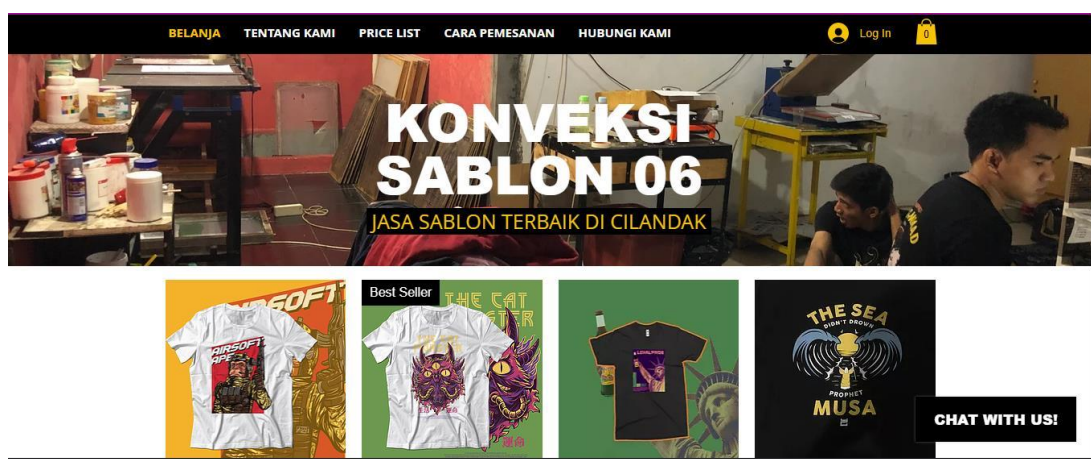 BELANJA TENTANG KAMI PRICE LIST CARA PEMESANAN HUBUNGI KAMI Log In 0
KONVEKSI
SABLON 06
JASA SABLON TERBAIK DI CILANDAK
Best Seller
AIRSOFT
APE
THE CAT
THE SEA
DIDN'T DROWN
PROPHET
MUSA
CHAT WITH US!